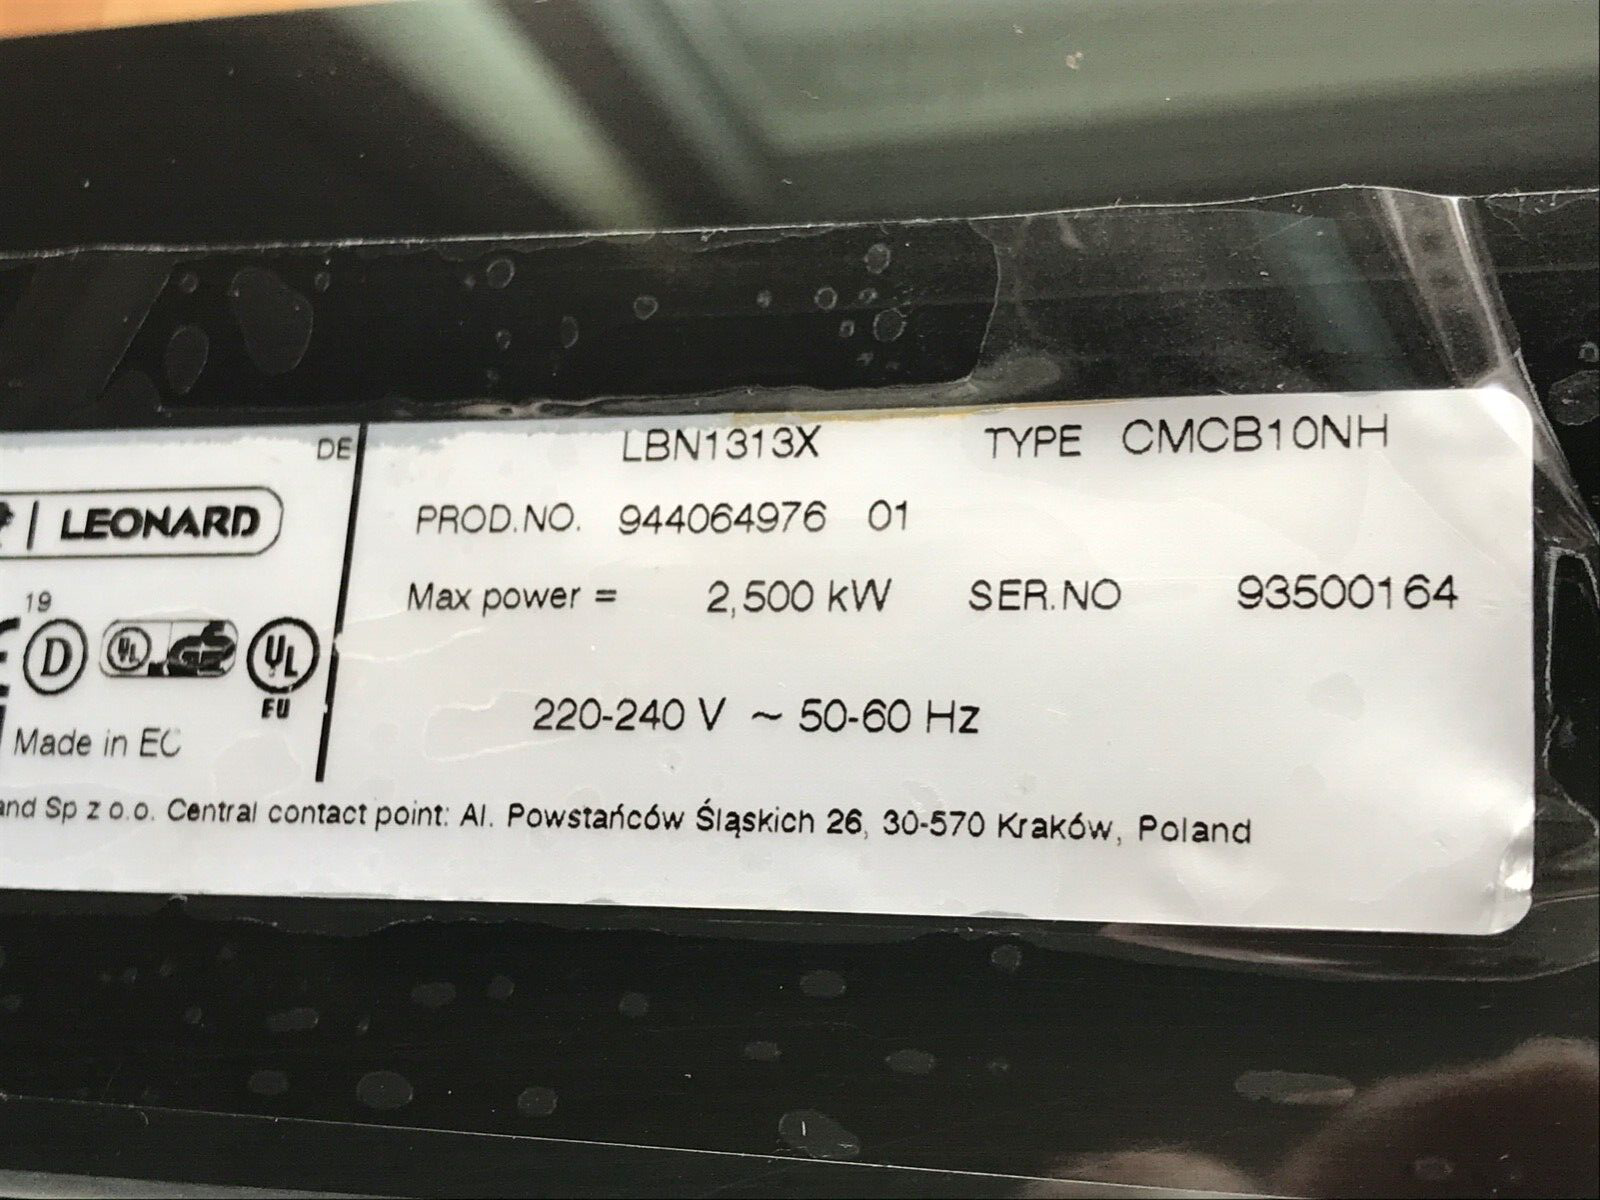 DE
LEONARD
19
D UL GS UL
EU
Made in EC
LBN1313X TYPE CMCB10NH
PROD.NO. 944064976 01
Max power = 2,500 kW SER.NO 93500164
220-240 V ~ 50-60 Hz
Sp z o.o. Central contact point: Al. Powstańców Śląskich 26, 30-570 Kraków, Poland